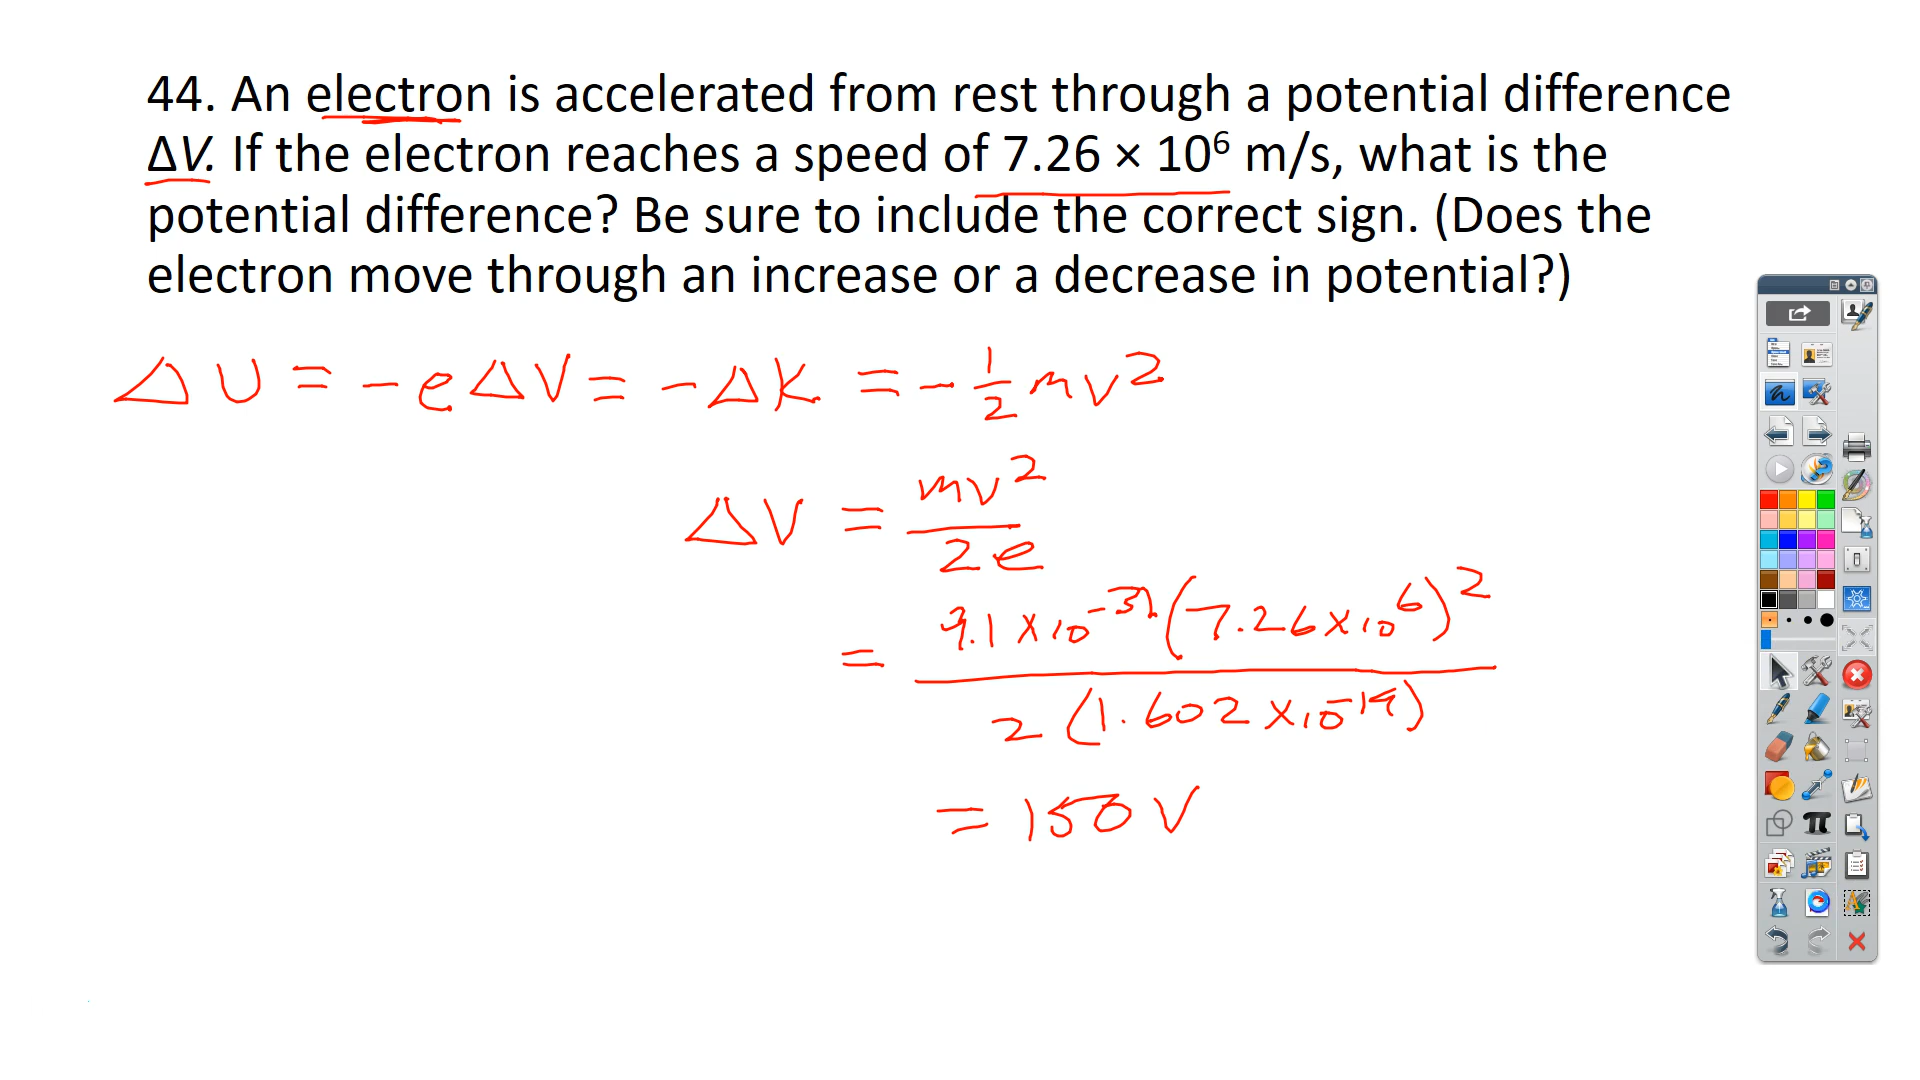 44. An electron is accelerated from rest through a potential difference
ΔV. If the electron reaches a speed of 7.26 × 10⁶ m/s, what is the
potential difference? Be sure to include the correct sign. (Does the
electron move through an increase or a decrease in potential?)
ΔU = -eΔV = -ΔK = -1/2 mv²
ΔV = mv²/2e
= 9.1×10⁻³¹(7.26×10⁶)²/2(1.602×10⁻¹⁹)
= 150 V